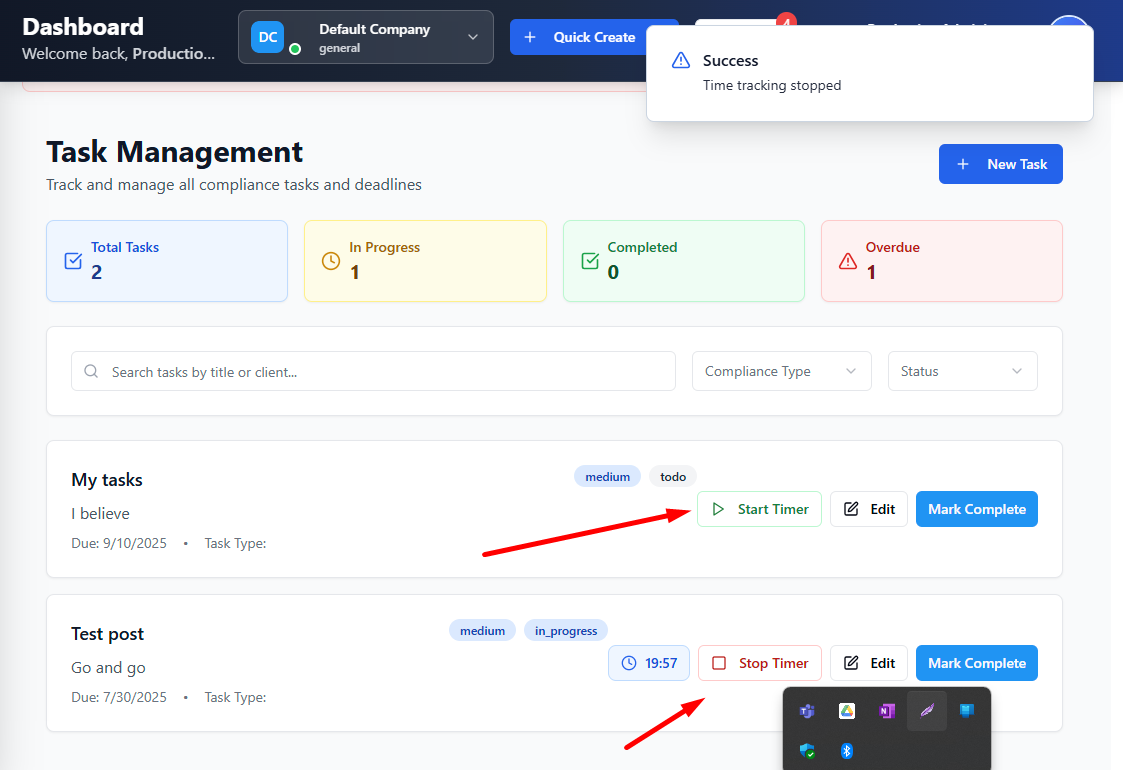 Dashboard
Welcome back, Productio...
DC
Default Company
general
Quick Create
4
Success
Time tracking stopped
Task Management
Track and manage all compliance tasks and deadlines
New Task
Total Tasks
2
In Progress
1
Completed
0
Overdue
1
Search tasks by title or client...
Compliance Type
Status
My tasks
medium
todo
I believe
Start Timer
Edit
Mark Complete
Due: 9/10/2025 • Task Type:
Test post
medium
in_progress
Go and go
19:57
Stop Timer
Edit
Mark Complete
Due: 7/30/2025 • Task Type: